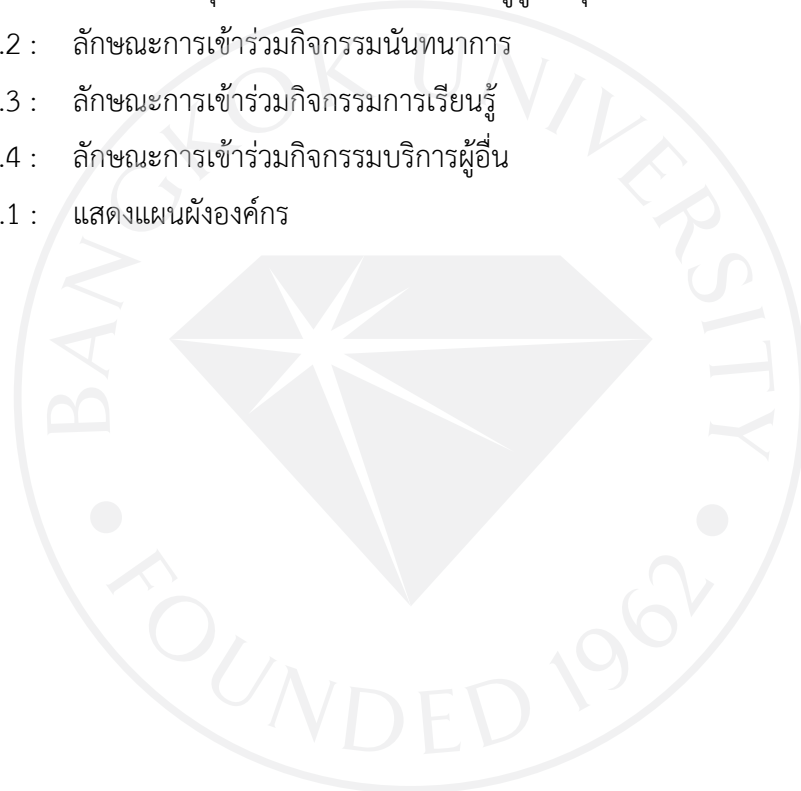 .2 : ลักษณะการเข้าร่วมกิจกรรมนันทนาการ
.3 : ลักษณะการเข้าร่วมกิจกรรมการเรียนรู้
.4 : ลักษณะการเข้าร่วมกิจกรรมบริการผู้อื่น
.1 : แสดงแผนผังองค์กร
BANGKOK UNIVERSITY
FOUNDED 1962